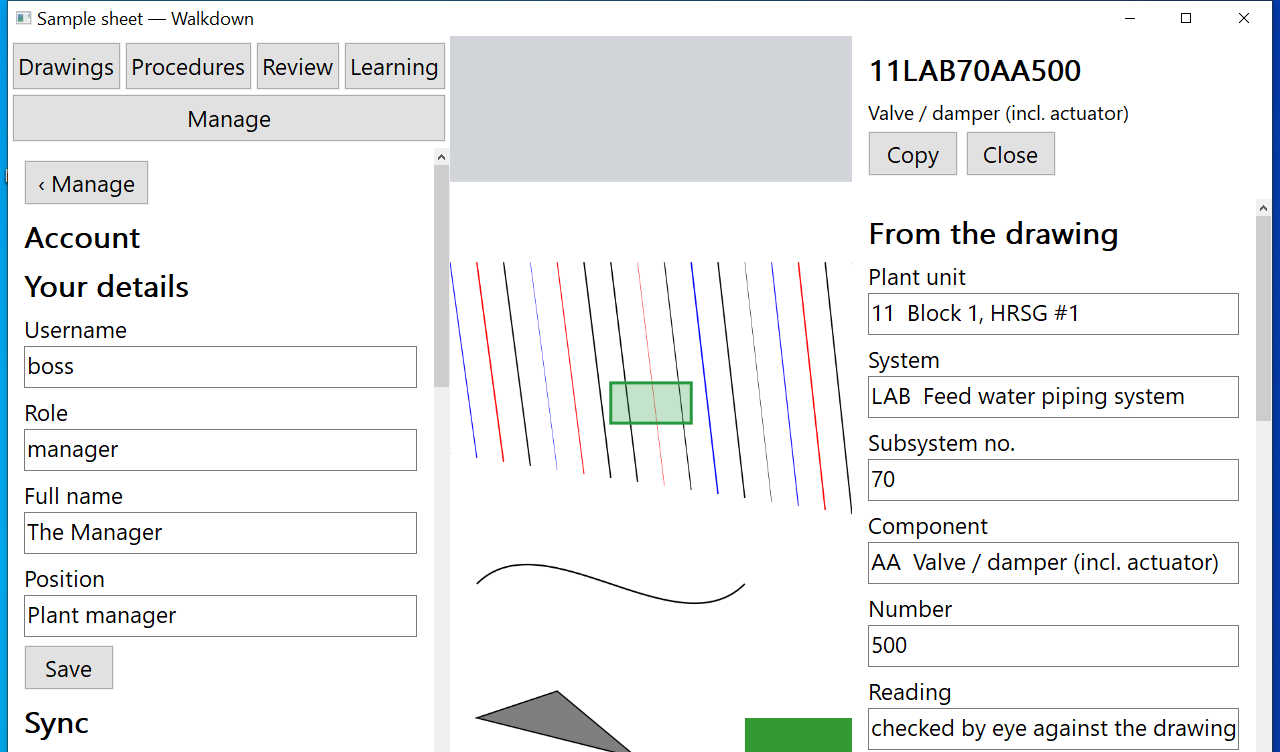 Sample sheet — Walkdown
Drawings Procedures Review Learning
Manage
‹ Manage
Account
Your details
Username
boss
Role
manager
Full name
The Manager
Position
Plant manager
Save
Sync
11LAB70AA500
Valve / damper (incl. actuator)
Copy Close
From the drawing
Plant unit
11 Block 1, HRSG #1
System
LAB Feed water piping system
Subsystem no.
70
Component
AA Valve / damper (incl. actuator)
Number
500
Reading
checked by eye against the drawing